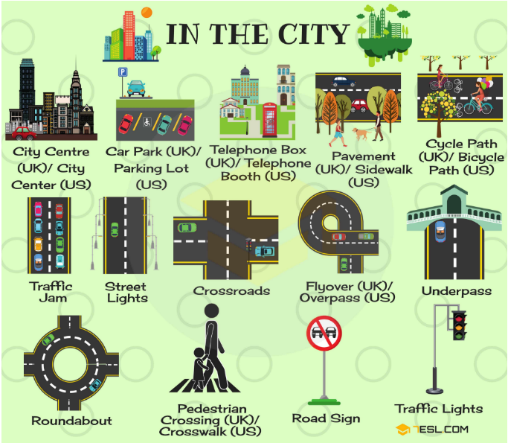 IN THE CITY
City Centre
(UK)/ City
Center (US)
Car Park (UK)/
Parking Lot
(US)
Telephone Box
(UK)/ Telephone
Booth (US)
Pavement
(UK)/ Sidewalk
(US)
Cycle Path
(UK)/ Bicycle
Path (US)
Traffic
Jam
Street
Lights
Crossroads
Flyover (UK)/
Overpass (US)
Underpass
Roundabout
Pedestrian
Crossing (UK)/
Crosswalk (US)
Road Sign
Traffic Lights
7ESL.COM
P